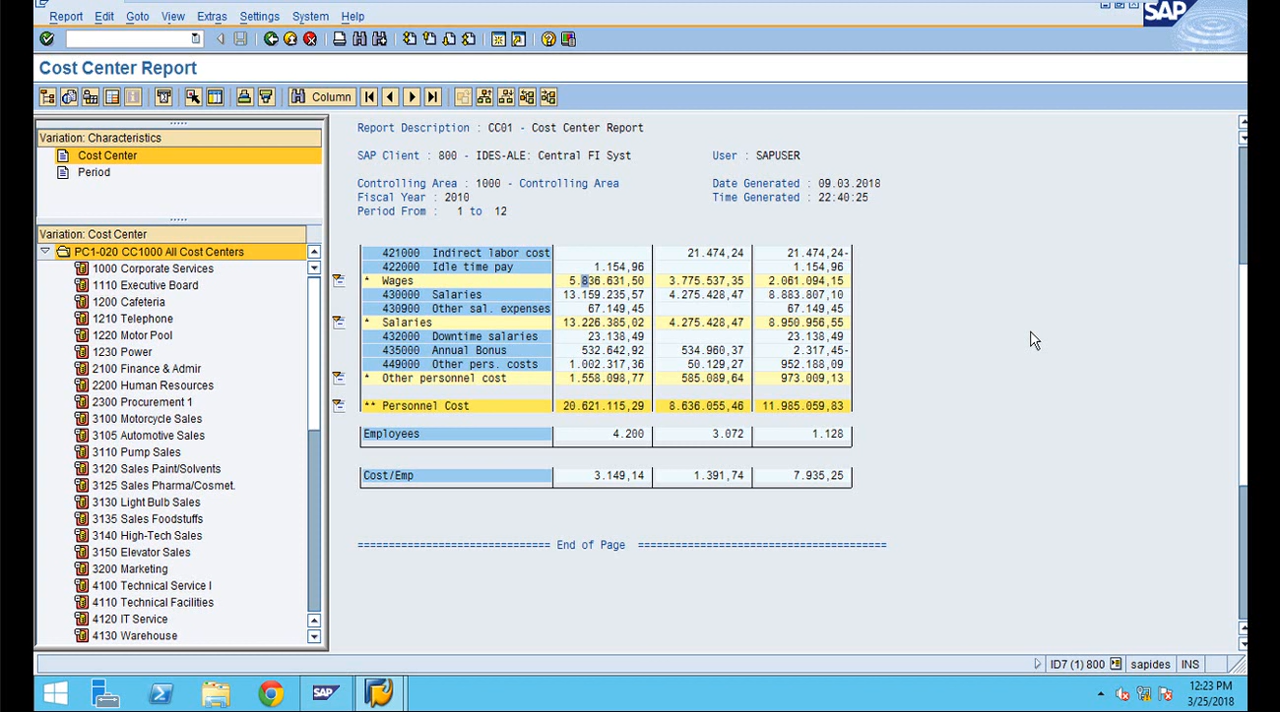 Report Edit Goto View Extras Settings System Help
SAP
Cost Center Report
Column
Variation: Characteristics
Cost Center
Period
Variation: Cost Center
PC1-020 CC1000 All Cost Centers
1000 Corporate Services
1110 Executive Board
1200 Cafeteria
1210 Telephone
1220 Motor Pool
1230 Power
2100 Finance & Admir
2200 Human Resources
2300 Procurement 1
3100 Motorcycle Sales
3105 Automotive Sales
3110 Pump Sales
3120 Sales Paint/Solvents
3125 Sales Pharma/Cosmet.
3130 Light Bulb Sales
3135 Sales Foodstuffs
3140 High-Tech Sales
3150 Elevator Sales
3200 Marketing
4100 Technical Service I
4110 Technical Facilities
4120 IT Service
4130 Warehouse
Report Description : CC01 - Cost Center Report
SAP Client : 800 - IDES-ALE: Central FI Syst User : SAPUSER
Controlling Area : 1000 - Controlling Area Date Generated : 09.03.2018
Fiscal Year : 2010 Time Generated : 22:40:25
Period From : 1 to 12
421000 Indirect labor cost 21.474,24 21.474,24-
422000 Idle time pay 1.154,96 1.154,96
* Wages 5.836.631,50 3.775.537,35 2.061.094,15
430000 Salaries 13.159.235,57 4.275.428,47 8.883.807,10
430900 Other sal. expenses 67.149,45 67.149,45
* Salaries 13.226.385,02 4.275.428,47 8.950.956,55
432000 Downtime salaries 23.138,49 23.138,49
435000 Annual Bonus 532.642,92 534.960,37 2.317,45-
449000 Other pers. costs 1.002.317,36 50.129,27 952.188,09
* Other personnel cost 1.558.098,77 585.089,64 973.009,13
** Personnel Cost 20.621.115,29 8.636.055,46 11.985.059,83
Employees 4.200 3.072 1.128
Cost/Emp 3.149,14 1.391,74 7.935,25
End of Page
ID7 (1) 800 sapides INS
SAP
12:23 PM
3/25/2018